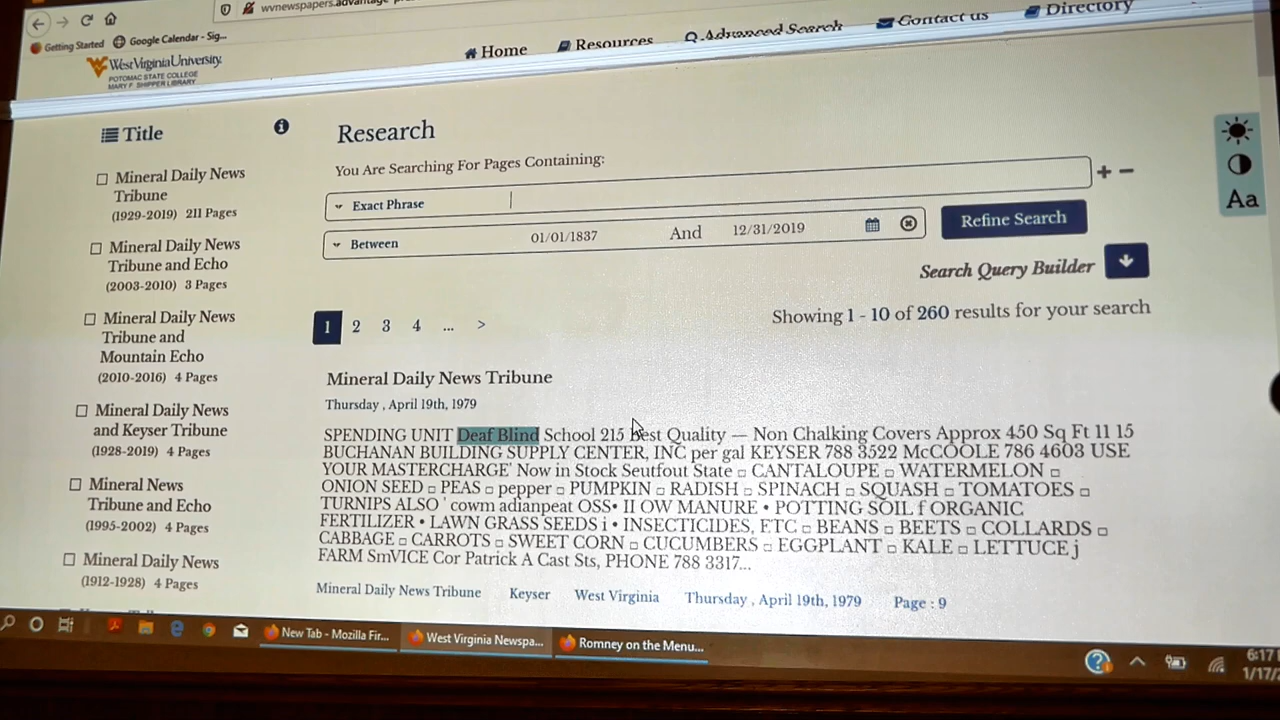 wvnewspapers.advantage-pr
Getting Started Google Calendar - Sig...
WestVirginiaUniversity.
POTOMAC STATE COLLEGE
MARY F. SHIPPER LIBRARY
Home Resources Advanced Search Contact us Directory
Title
Mineral Daily News
Tribune
(1929-2019) 211 Pages
Mineral Daily News
Tribune and Echo
(2003-2010) 3 Pages
Mineral Daily News
Tribune and
Mountain Echo
(2010-2016) 4 Pages
Mineral Daily News
and Keyser Tribune
(1928-2019) 4 Pages
Mineral News
Tribune and Echo
(1995-2002) 4 Pages
Mineral Daily News
(1912-1928) 4 Pages
Research
You Are Searching For Pages Containing:
Exact Phrase
Between 01/01/1837 And 12/31/2019
Refine Search
Search Query Builder
1 2 3 4 ... >
Showing 1 - 10 of 260 results for your search
Mineral Daily News Tribune
Thursday , April 19th, 1979
SPENDING UNIT Deaf Blind School 215 Best Quality — Non Chalking Covers Approx 450 Sq Ft 11 15
BUCHANAN BUILDING SUPPLY CENTER, INC per gal KEYSER 788 3522 McCOOLE 786 4603 USE
YOUR MASTERCHARGE' Now in Stock Seutfout State □ CANTALOUPE □ WATERMELON □
ONION SEED □ PEAS □ pepper □ PUMPKIN □ RADISH □ SPINACH □ SQUASH □ TOMATOES □
TURNIPS ALSO ' cowm adianpeat OSS• II OW MANURE • POTTING SOIL f ORGANIC
FERTILIZER • LAWN GRASS SEEDS i • INSECTICIDES, ETC □ BEANS □ BEETS □ COLLARDS □
CABBAGE □ CARROTS □ SWEET CORN □ CUCUMBERS □ EGGPLANT □ KALE □ LETTUCE j
FARM SmVICE Cor Patrick A Cast Sts, PHONE 788 3317...
Mineral Daily News Tribune Keyser West Virginia Thursday , April 19th, 1979 Page : 9
Aa
New Tab - Mozilla Fir... West Virginia Newspa... Romney on the Menu...
6:17
1/17/2